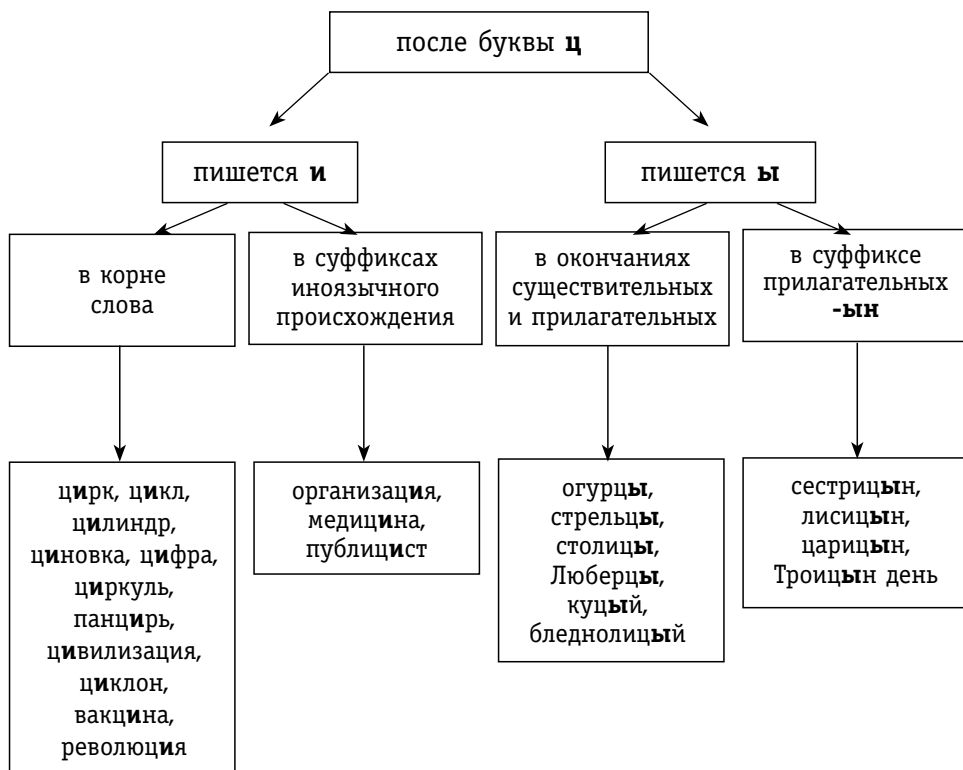 после буквы ц
пишется и
пишется ы
в корне
слова
в суффиксах
иноязычного
происхождения
в окончаниях
существительных
и прилагательных
в суффиксе
прилагательных
-ын
цирк, цикл,
цилиндр,
циновка, цифра,
циркуль,
панцирь,
цивилизация,
циклон,
вакцина,
революция
организация,
медицина,
публицист
огурцы,
стрельцы,
столицы,
Люберцы,
куцый,
бледнолицый
сестрицын,
лисицын,
царицын,
Троицын день